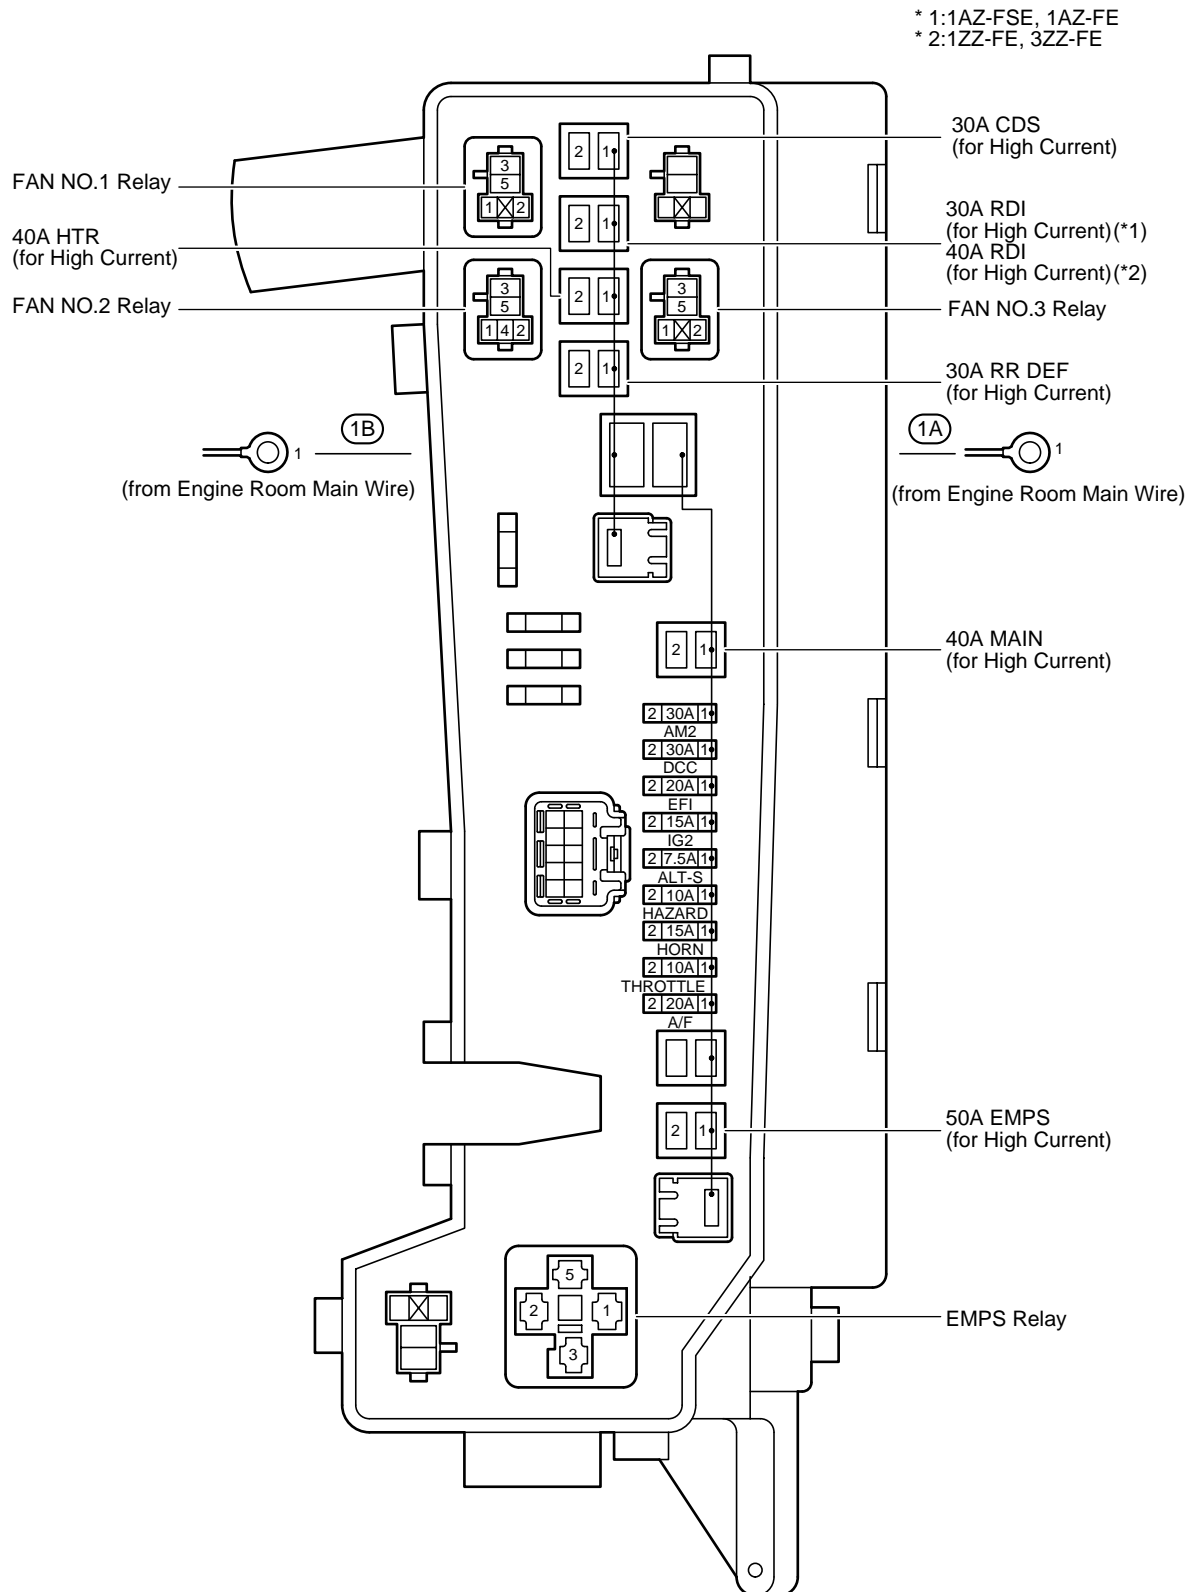 * 1:1AZ-FSE, 1AZ-FE
* 2:1ZZ-FE, 3ZZ-FE
30A CDS
(for High Current)
FAN NO.1 Relay
2 1
3
5
1 2
30A RDI
(for High Current)(*1)
40A RDI
(for High Current)(*2)
2 1
40A HTR
(for High Current)
2 1
FAN NO.2 Relay
3
5
1 4 2
3
5
1 2
FAN NO.3 Relay
2 1
30A RR DEF
(for High Current)
1B
1
(from Engine Room Main Wire)
1A
1
(from Engine Room Main Wire)
2 1
40A MAIN
(for High Current)
2 30A 1
AM2
2 30A 1
DCC
2 20A 1
EFI
2 15A 1
IG2
2 7.5A 1
ALT-S
2 10A 1
HAZARD
2 15A 1
HORN
2 10A 1
THROTTLE
2 20A 1
A/F
2 1
50A EMPS
(for High Current)
5
2 1
3
EMPS Relay